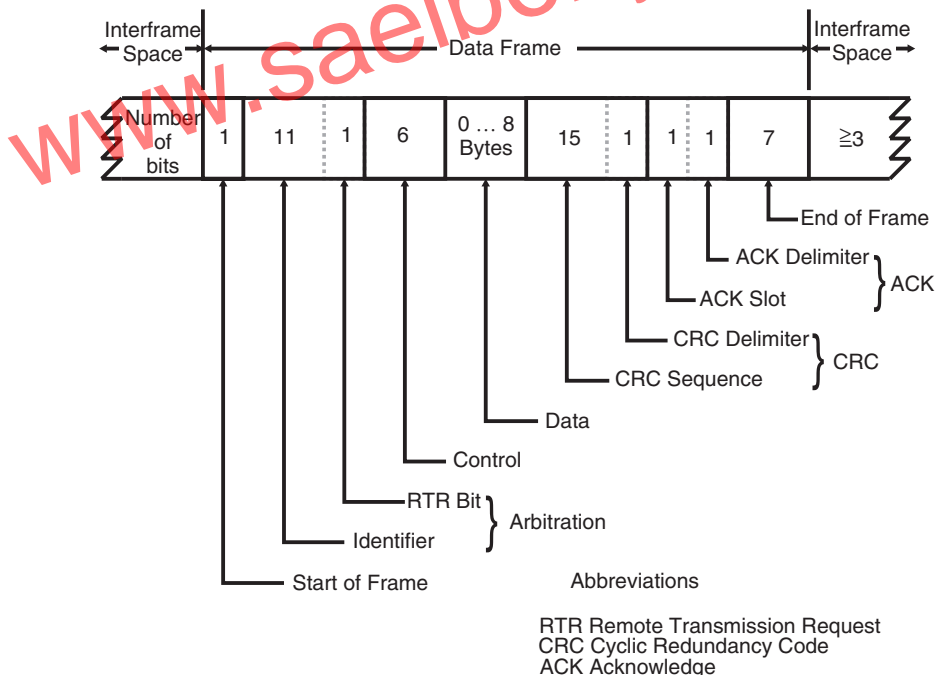 www.saelbe
Interframe
Space
Data Frame
Interframe
Space
Number
of
bits
1
11
1
6
0 ... 8
Bytes
15
1
1
1
7
≧3
End of Frame
ACK Delimiter
ACK
ACK Slot
CRC Delimiter
CRC
CRC Sequence
Data
Control
RTR Bit
Arbitration
Identifier
Start of Frame
Abbreviations
RTR Remote Transmission Request
CRC Cyclic Redundancy Code
ACK Acknowledge